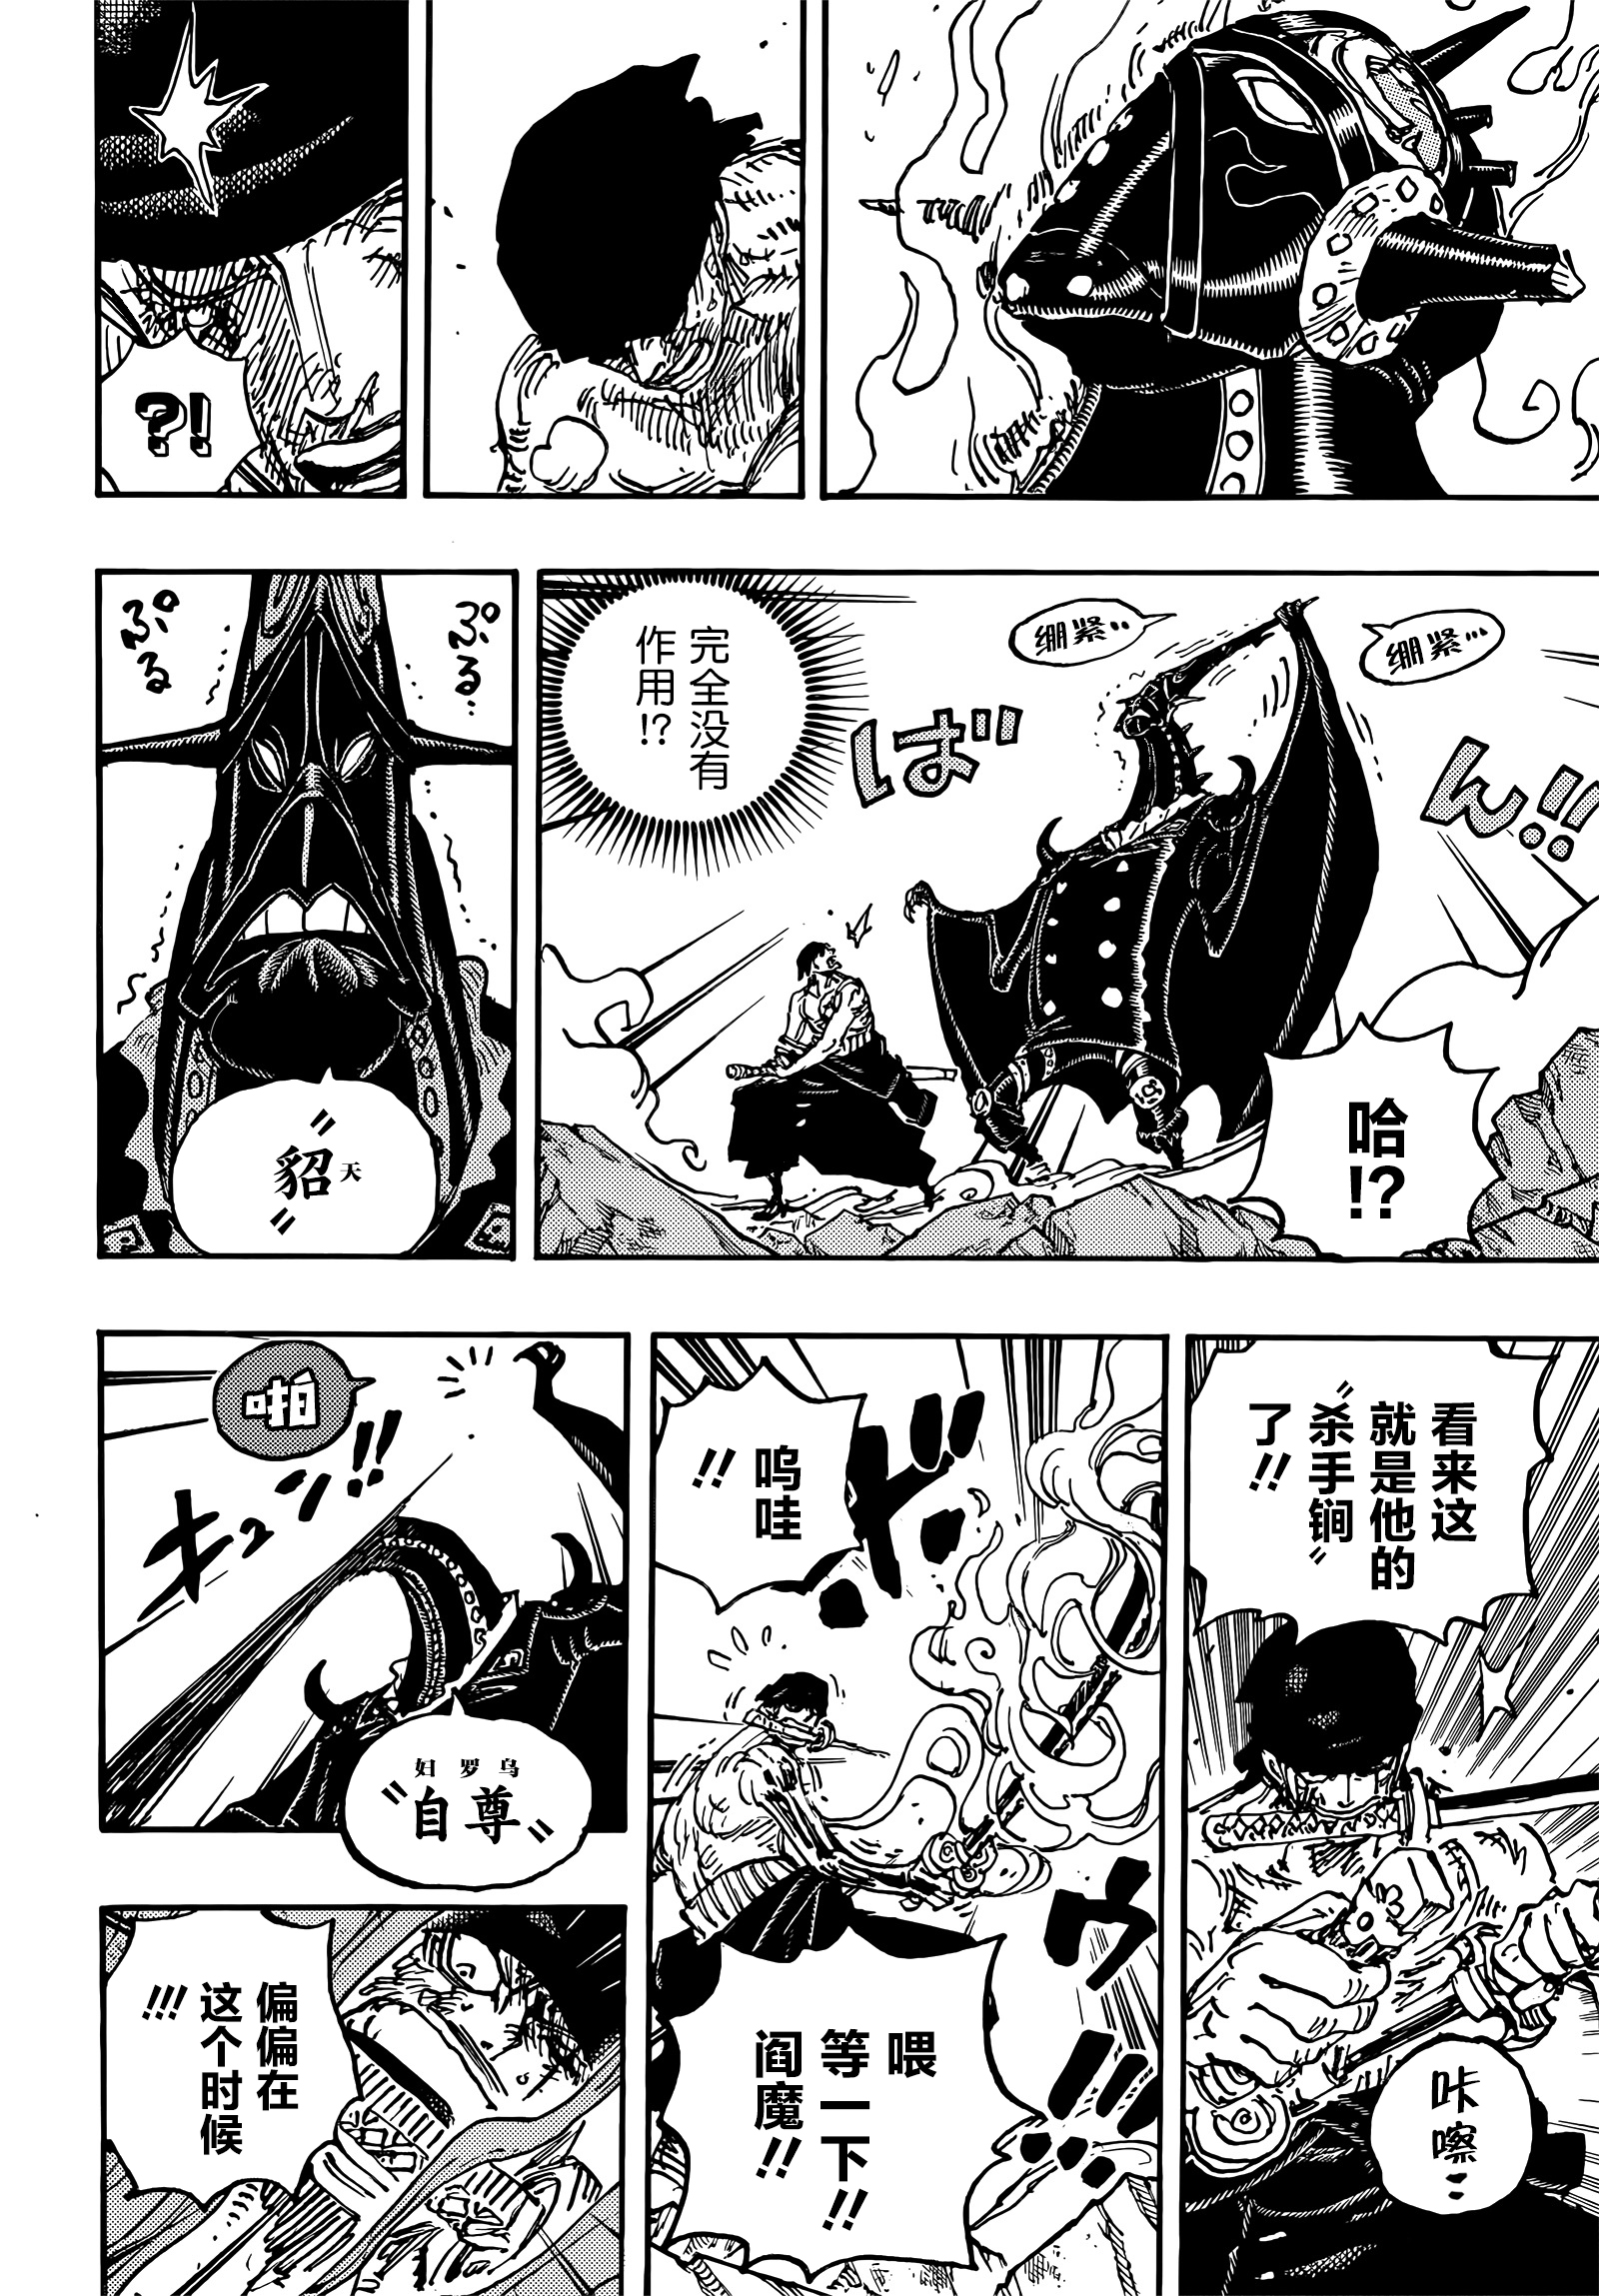 ?!
绷紧…
绷紧‥
ば
ん!!
完全没有
作用!?
哈
!?
ぷる…
ぷる
〝貂〟
天
看来这
就是他的
〝杀手锏〟
了!!
咔嚓
ドウ!!
呜哇
!!
喂
等一下!!
阎魔!!
啪
キュン!!
妇罗乌
〝自尊〟
偏偏在
这个时候
!!!